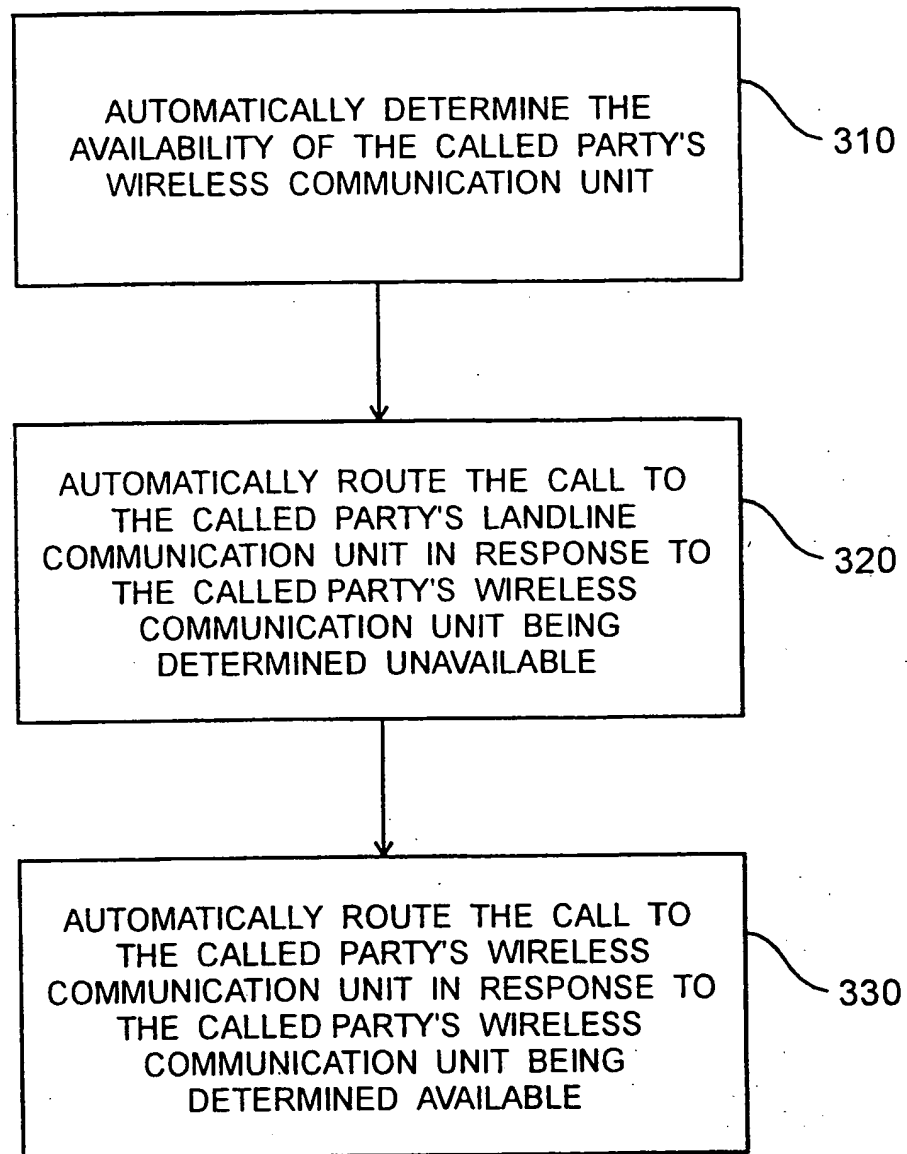 AUTOMATICALLY DETERMINE THE
AVAILABILITY OF THE CALLED PARTY'S
WIRELESS COMMUNICATION UNIT
310
AUTOMATICALLY ROUTE THE CALL TO
THE CALLED PARTY'S LANDLINE
COMMUNICATION UNIT IN RESPONSE TO
THE CALLED PARTY'S WIRELESS
COMMUNICATION UNIT BEING
DETERMINED UNAVAILABLE
320
AUTOMATICALLY ROUTE THE CALL TO
THE CALLED PARTY'S WIRELESS
COMMUNICATION UNIT IN RESPONSE TO
THE CALLED PARTY'S WIRELESS
COMMUNICATION UNIT BEING
DETERMINED AVAILABLE
330